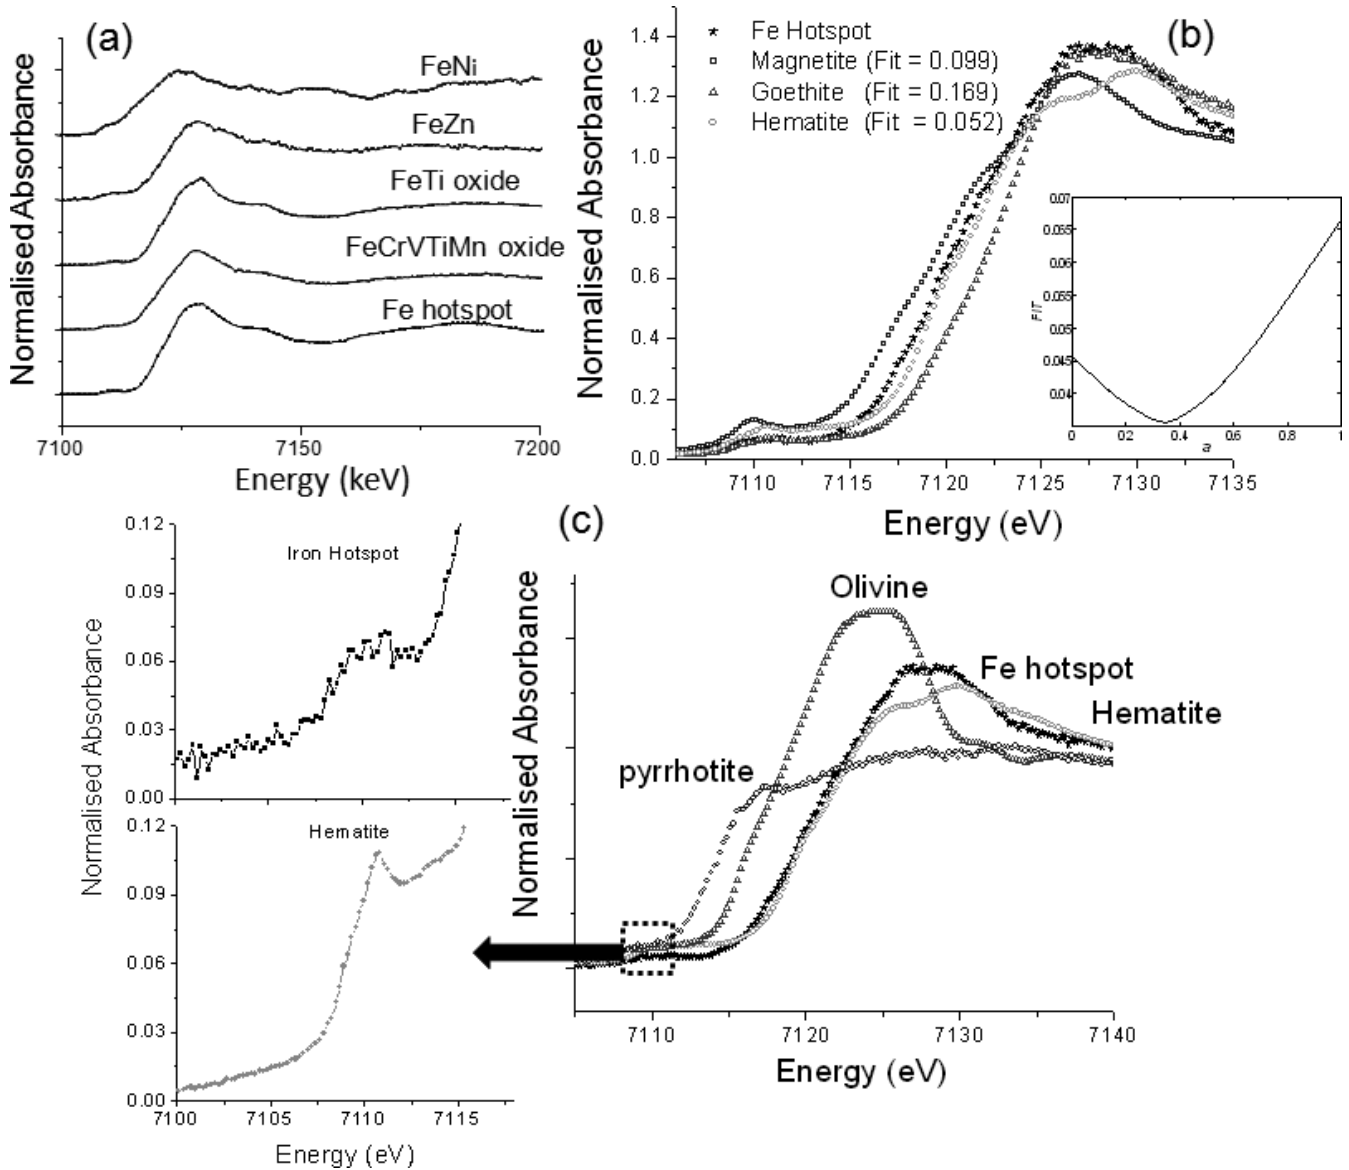 (a)
FeNi
FeZn
FeTi oxide
FeCrVTiMn oxide
Fe hotspot
Normalised Absorbance
7100 7150 7200
Energy (keV)
(b)
Fe Hotspot
Magnetite (Fit = 0.099)
Goethite (Fit = 0.169)
Hematite (Fit = 0.052)
Normalised Absorbance
1.4
1.2
1.0
0.8
0.6
0.4
0.2
0.0
7110 7115 7120 7125 7130 7135
Energy (eV)
0.07
0.065
0.06
0.055
0.05
0.045
0.04
FIT
0 0.2 0.4 0.6 0.8 1
a
(c)
Iron Hotspot
0.12
0.09
0.06
0.03
0.00
Normalised Absorbance
Hematite
0.12
0.09
0.06
0.03
0.00
7100 7105 7110 7115
Energy (eV)
Olivine
Fe hotspot
Hematite
pyrrhotite
Normalised Absorbance
7110 7120 7130 7140
Energy (eV)